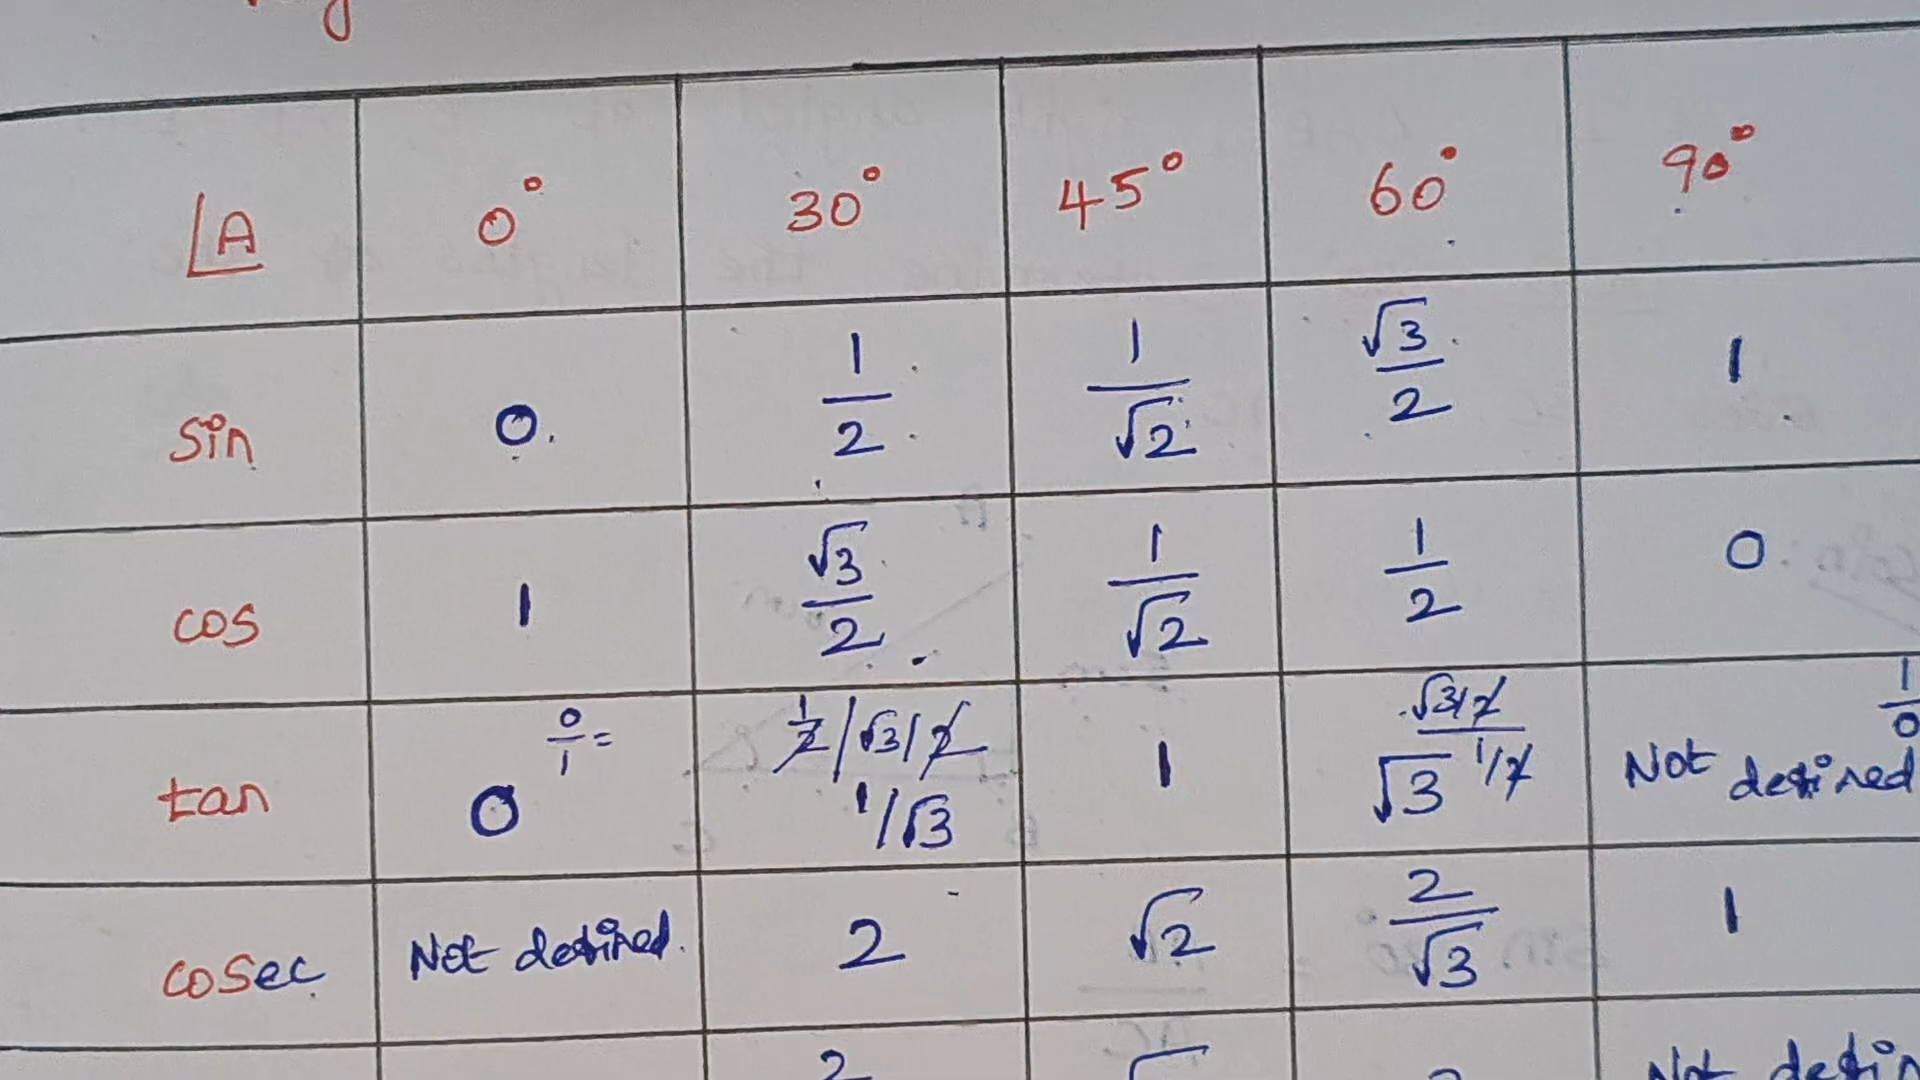 ∠A 0° 30° 45° 60° 90°
sin 0 1/2 1/√2 √3/2 1
cos 1 √3/2 1/√2 1/2 0
tan 0/1 = 0 1/2/√3/2 1/√3 1 √3/2 / 1/2 √3 1/0 Not defined
cosec Not defined. 2 √2 2/√3 1